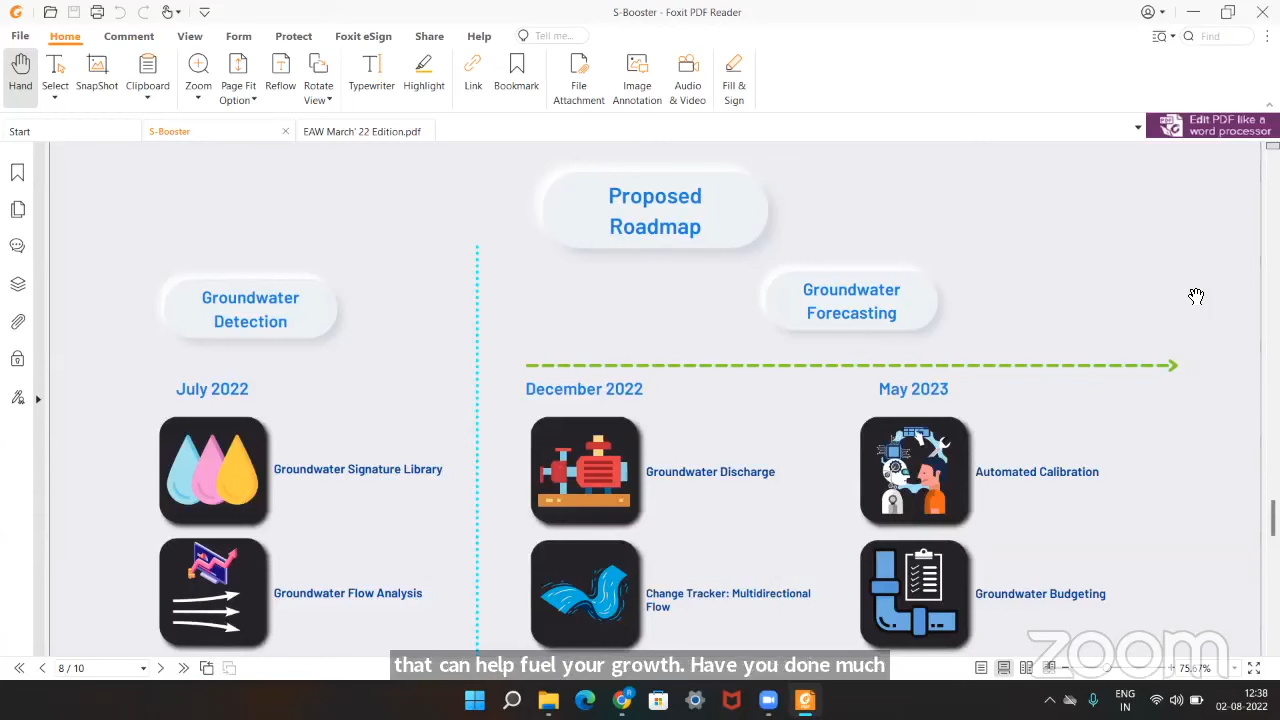 S-Booster - Foxit PDF Reader
File Home Comment View Form Protect Foxit eSign Share Help Tell me... Find
Hand Select SnapShot Clipboard Zoom Page Fit Option Reflow Rotate View Typewriter Highlight Link Bookmark File Attachment Image Annotation Audio & Video Fill & Sign
Start S-Booster EAW March' 22 Edition.pdf
Edit PDF like a
word processor
Proposed
Roadmap
Groundwater
Detection
Groundwater
Forecasting
July 2022
December 2022
May 2023
Groundwater Signature Library
Groundwater Discharge
Automated Calibration
Groundwater Flow Analysis
Change Tracker: Multidirectional
Flow
Groundwater Budgeting
zoom
that can help fuel your growth. Have you done much
8 / 10
75.67%
ENG
IN
12:38
02-08-2022